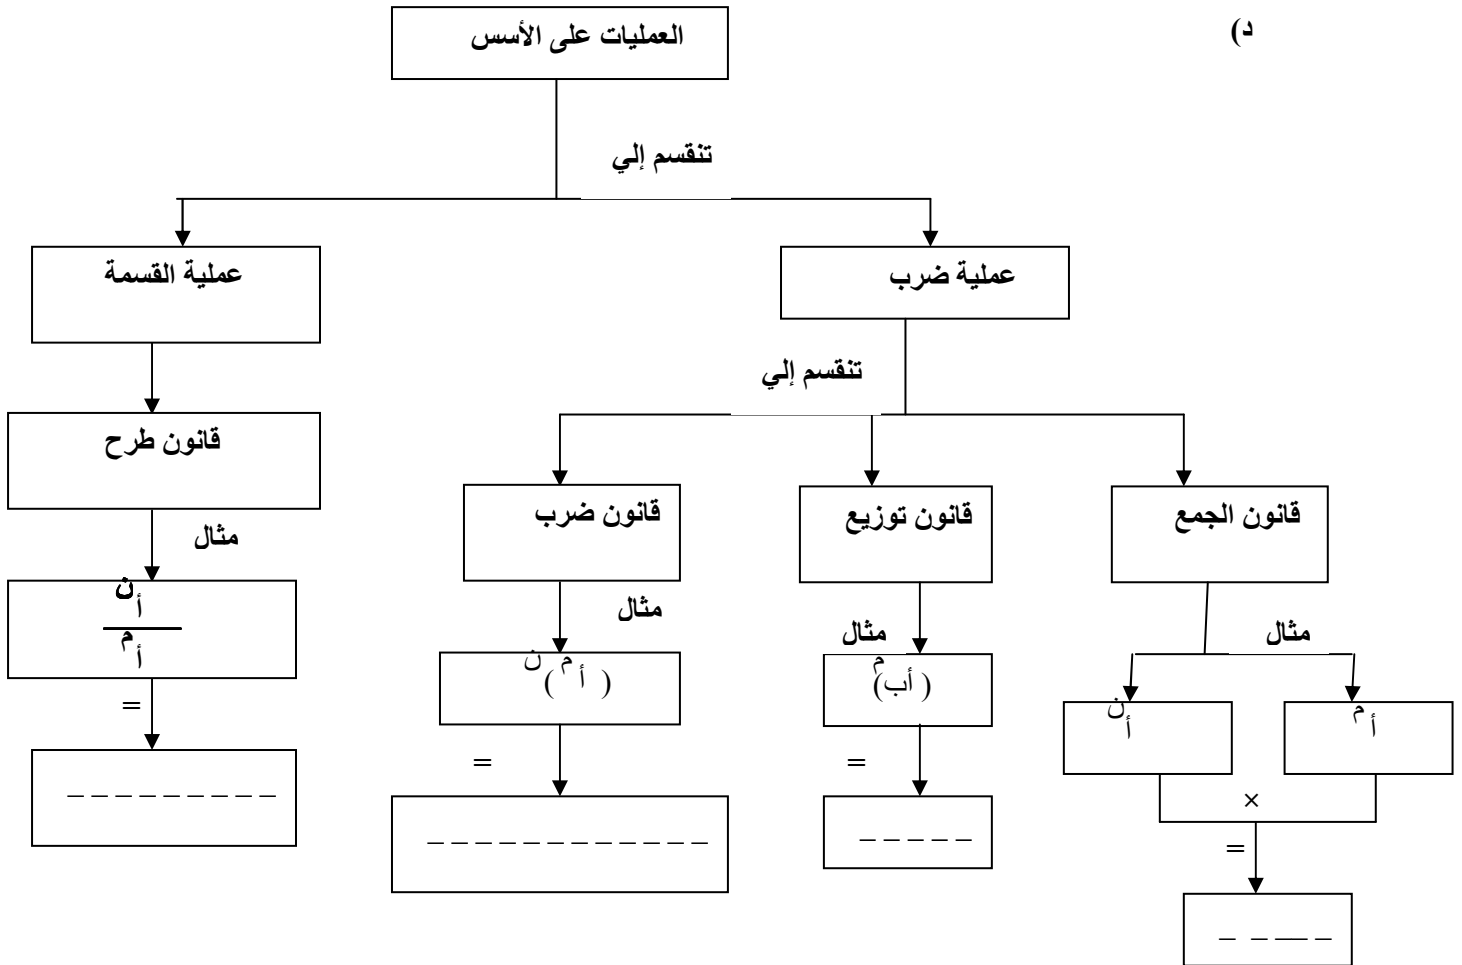 د)
العمليات على الأسس
تنقسم إلي
عملية ضرب
عملية القسمة
تنقسم إلي
قانون الجمع
قانون توزيع
قانون ضرب
قانون طرح
مثال
مثال
مثال
مثال
أ^م
أ^ن
(أب)^م
(أ^م)^ن
أ^ن
أ^م
×
=
=
=
=
_ _ __ _
_ _ _ _ _
_ _ _ _ _ _ _ _ _ _ _ _
_ _ _ _ _ _ _ _ _